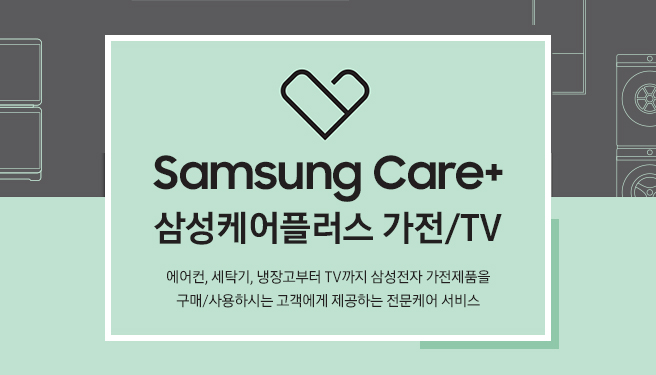 Samsung Care+
삼성케어플러스 가전/TV
에어컨, 세탁기, 냉장고부터 TV까지 삼성전자 가전제품을
구매/사용하시는 고객에게 제공하는 전문케어 서비스